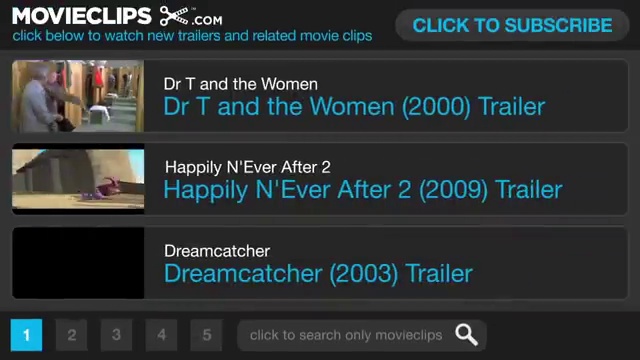 MOVIECLIPS .COM
click below to watch new trailers and related movie clips
CLICK TO SUBSCRIBE
Dr T and the Women
Dr T and the Women (2000) Trailer
Happily N'Ever After 2
Happily N'Ever After 2 (2009) Trailer
Dreamcatcher
Dreamcatcher (2003) Trailer
1 2 3 4 5 click to search only movieclips